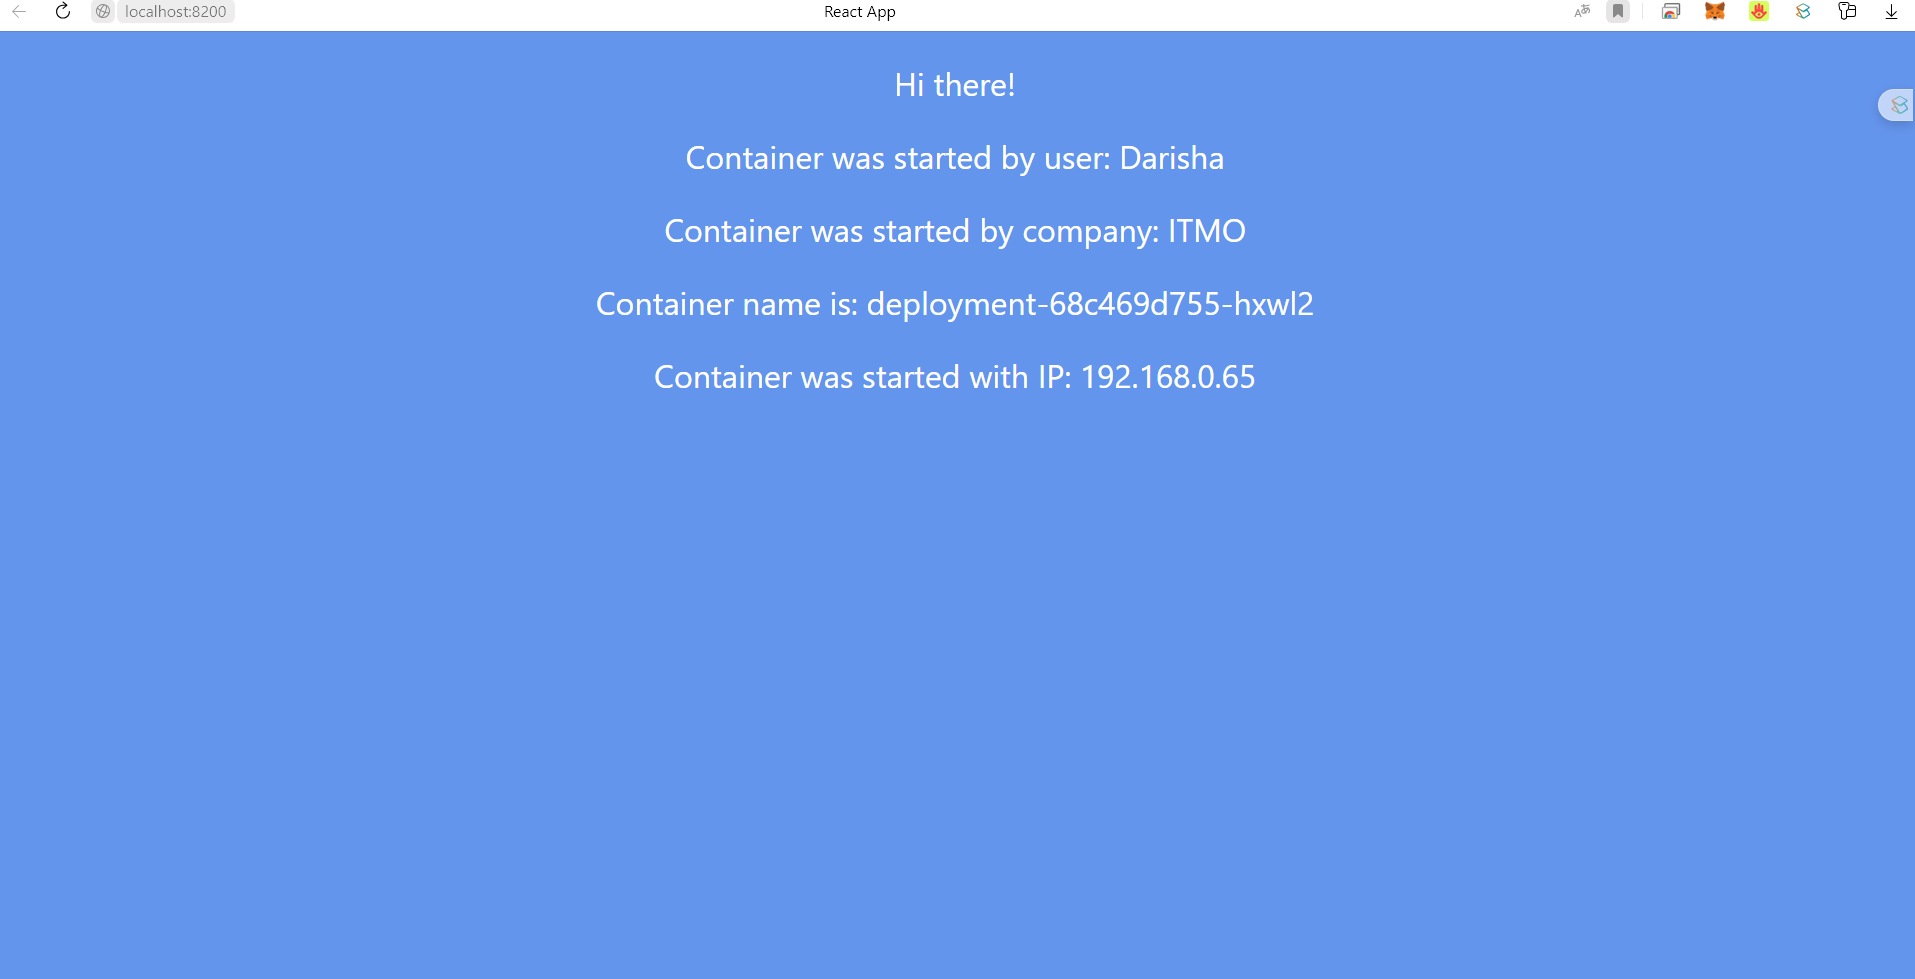 localhost:8200
React App
Hi there!
Container was started by user: Darisha
Container was started by company: ITMO
Container name is: deployment-68c469d755-hxwl2
Container was started with IP: 192.168.0.65